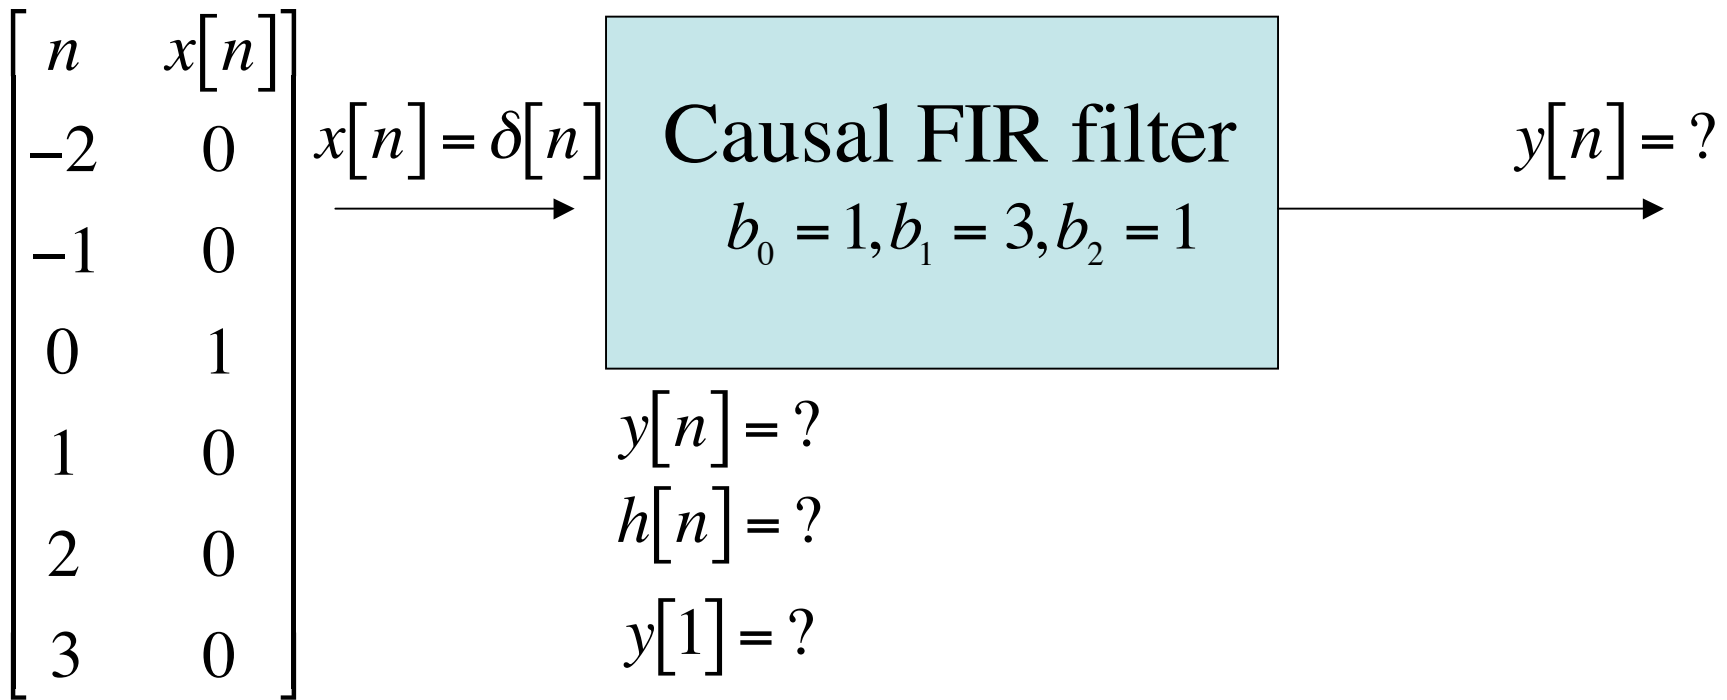 n x[n]
−2 0
−1 0
0 1
1 0
2 0
3 0
x[n] = δ[n]
Causal FIR filter
b₀ = 1, b₁ = 3, b₂ = 1
y[n] = ?
y[n] = ?
h[n] = ?
y[1] = ?